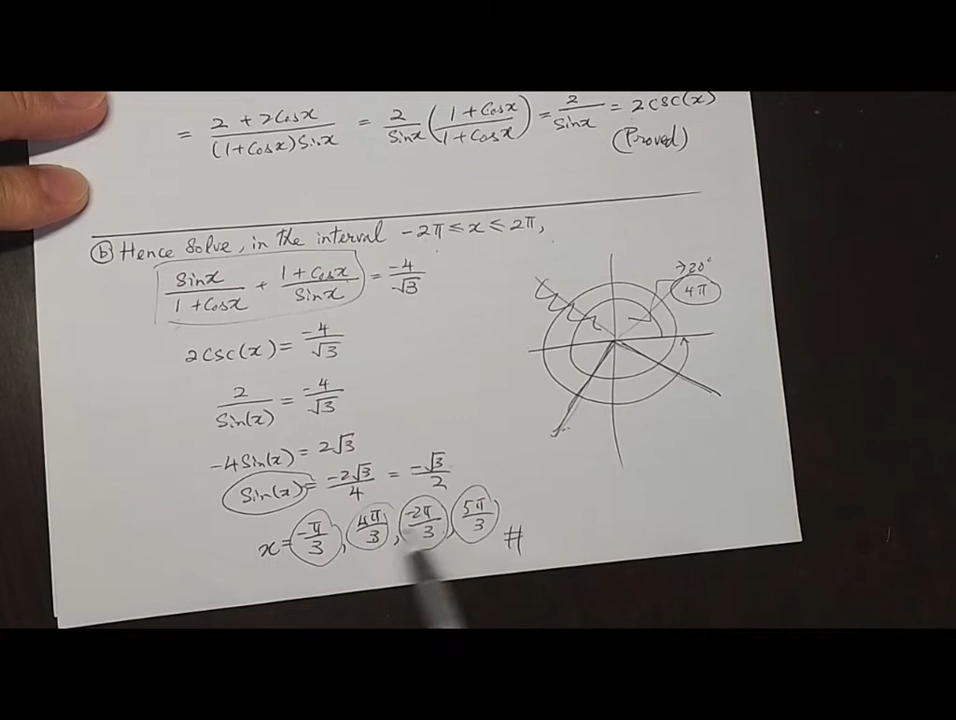 = (2 + 2Cosx)/((1+Cosx)Sinx) = 2/Sinx ((1+Cosx)/(1+Cosx)) = 2/Sinx = 2CSC(x)
(Proved)
(b) Hence Solve, in the interval -2π ≤ x ≤ 2π,
Sinx/(1+Cosx) + (1+Cosx)/Sinx = -4/√3
2CSC(x) = -4/√3
2/Sin(x) = -4/√3
-4Sin(x) = 2√3
Sin(x) = -2√3/4 = -√3/2
x = -π/3, 4π/3, -2π/3, 5π/3 #
→20°
4π